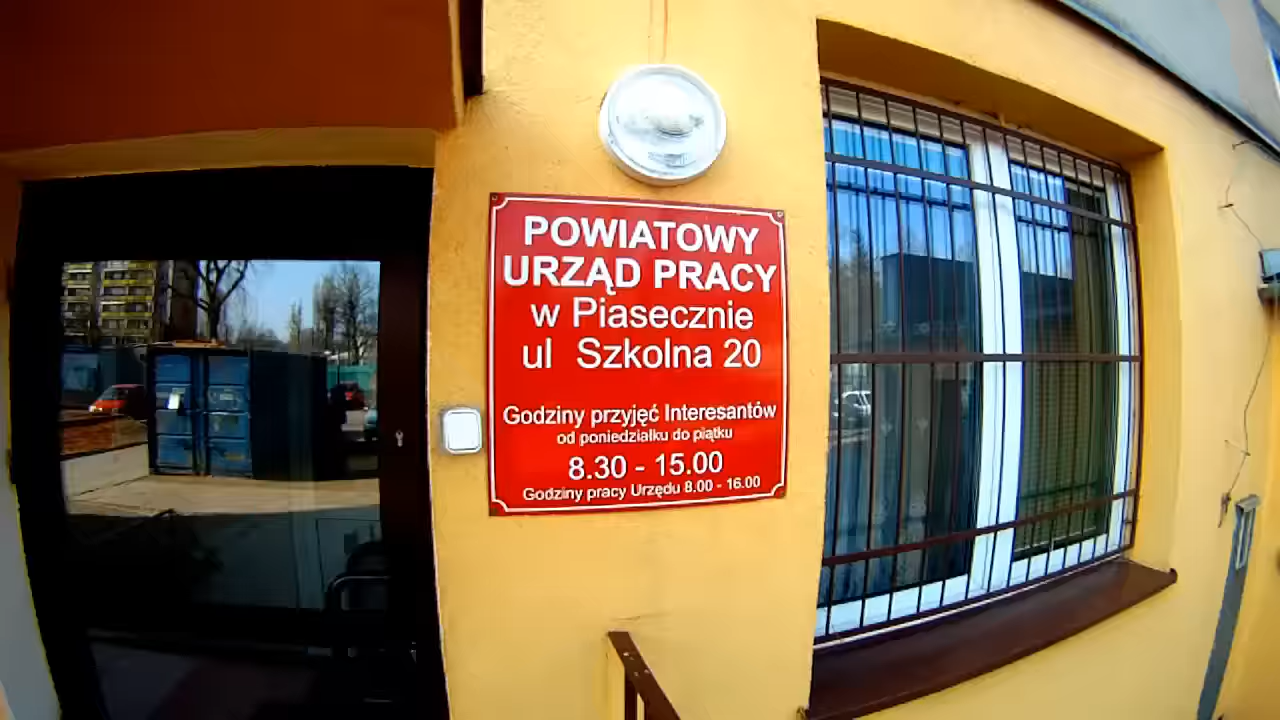 POWIATOWY
URZĄD PRACY
w Piasecznie
ul Szkolna 20
Godziny przyjęć Interesantów
od poniedziałku do piątku
8.30 - 15.00
Godziny pracy Urzędu 8.00 - 16.00